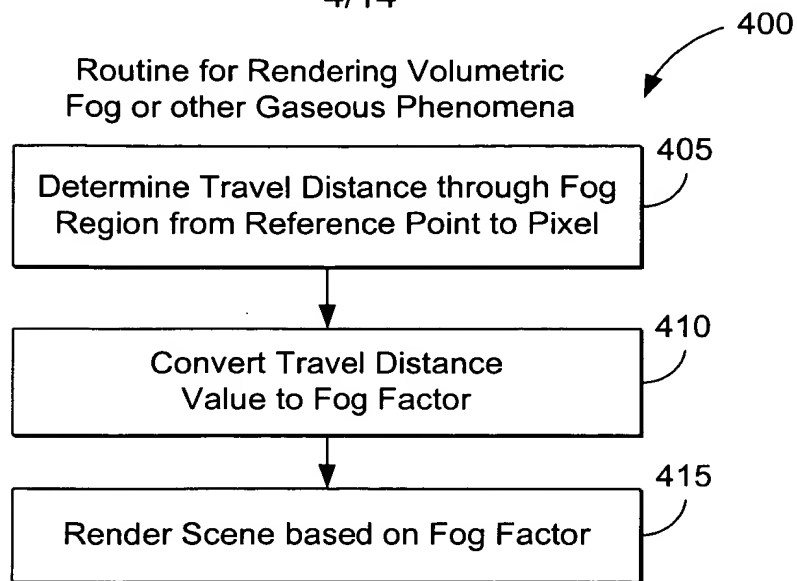 4/14
400
Routine for Rendering Volumetric
Fog or other Gaseous Phenomena
405
Determine Travel Distance through Fog
Region from Reference Point to Pixel
410
Convert Travel Distance
Value to Fog Factor
415
Render Scene based on Fog Factor